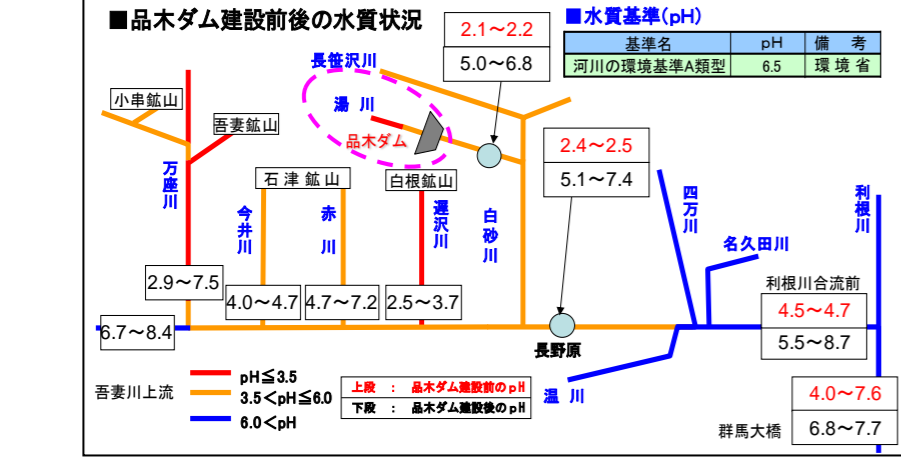 ■品木ダム建設前後の水質状況
2.1～2.2
5.0～6.8
■水質基準(pH)
基準名 pH 備 考
河川の環境基準A類型 6.5 環境省
長笹沢川
湯 川
品木ダム
小串鉱山
吾妻鉱山
万座川
石津鉱山
白根鉱山
今井川
赤川
遅沢川
白砂川
2.4～2.5
5.1～7.4
四万川
名久田川
利根川
利根川合流前
4.5～4.7
5.5～8.7
2.9～7.5
4.0～4.7
4.7～7.2
2.5～3.7
6.7～8.4
長野原
温 川
吾妻川上流
pH≦3.5
3.5＜pH≦6.0
6.0＜pH
上段 ： 品木ダム建設前のpH
下段 ： 品木ダム建設後のpH
4.0～7.6
6.8～7.7
群馬大橋